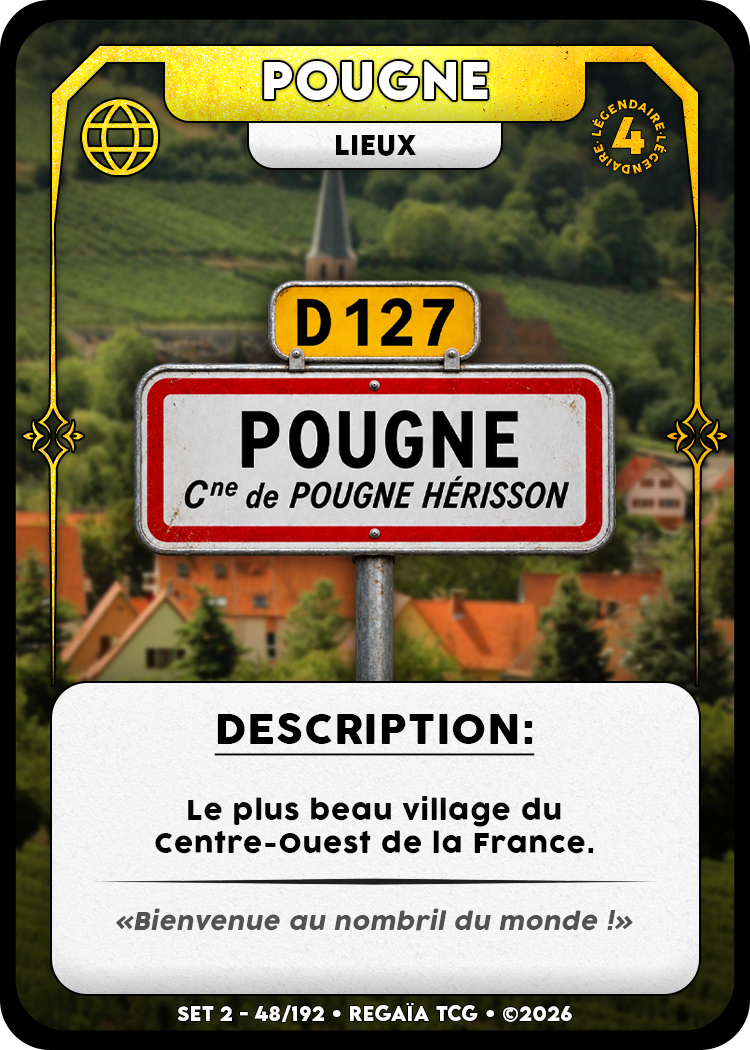 POUGNE
LIEUX
LÉGENDAIRE·LÉGENDAIRE·
4
D127
POUGNE
Cⁿᵉ de POUGNE HÉRISSON
DESCRIPTION:
Le plus beau village du
Centre-Ouest de la France.
«Bienvenue au nombril du monde !»
SET 2 - 48/192 • REGAÏA TCG • ©2026